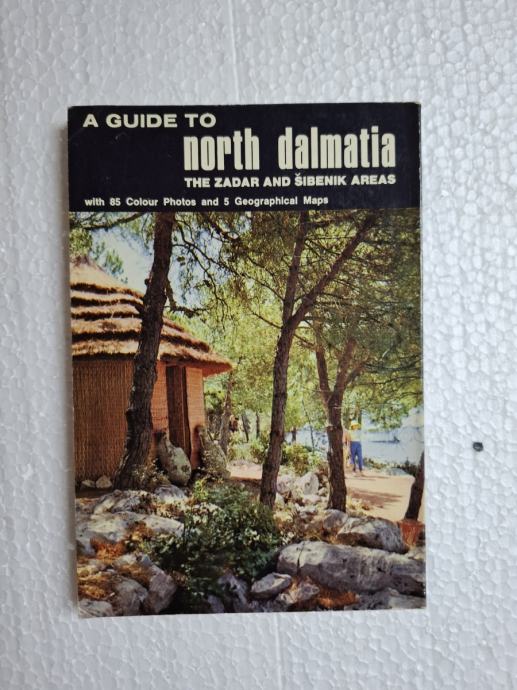 A GUIDE TO
north dalmatia
THE ZADAR AND ŠIBENIK AREAS
with 85 Colour Photos and 5 Geographical Maps